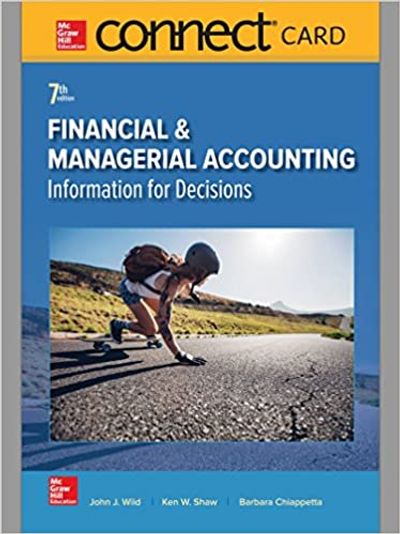 Mc
Graw
Hill
Education
connect® CARD
7th
edition
FINANCIAL &
MANAGERIAL ACCOUNTING
Information for Decisions
Mc
Graw
Hill
Education
John J. Wild | Ken W. Shaw | Barbara Chiappetta